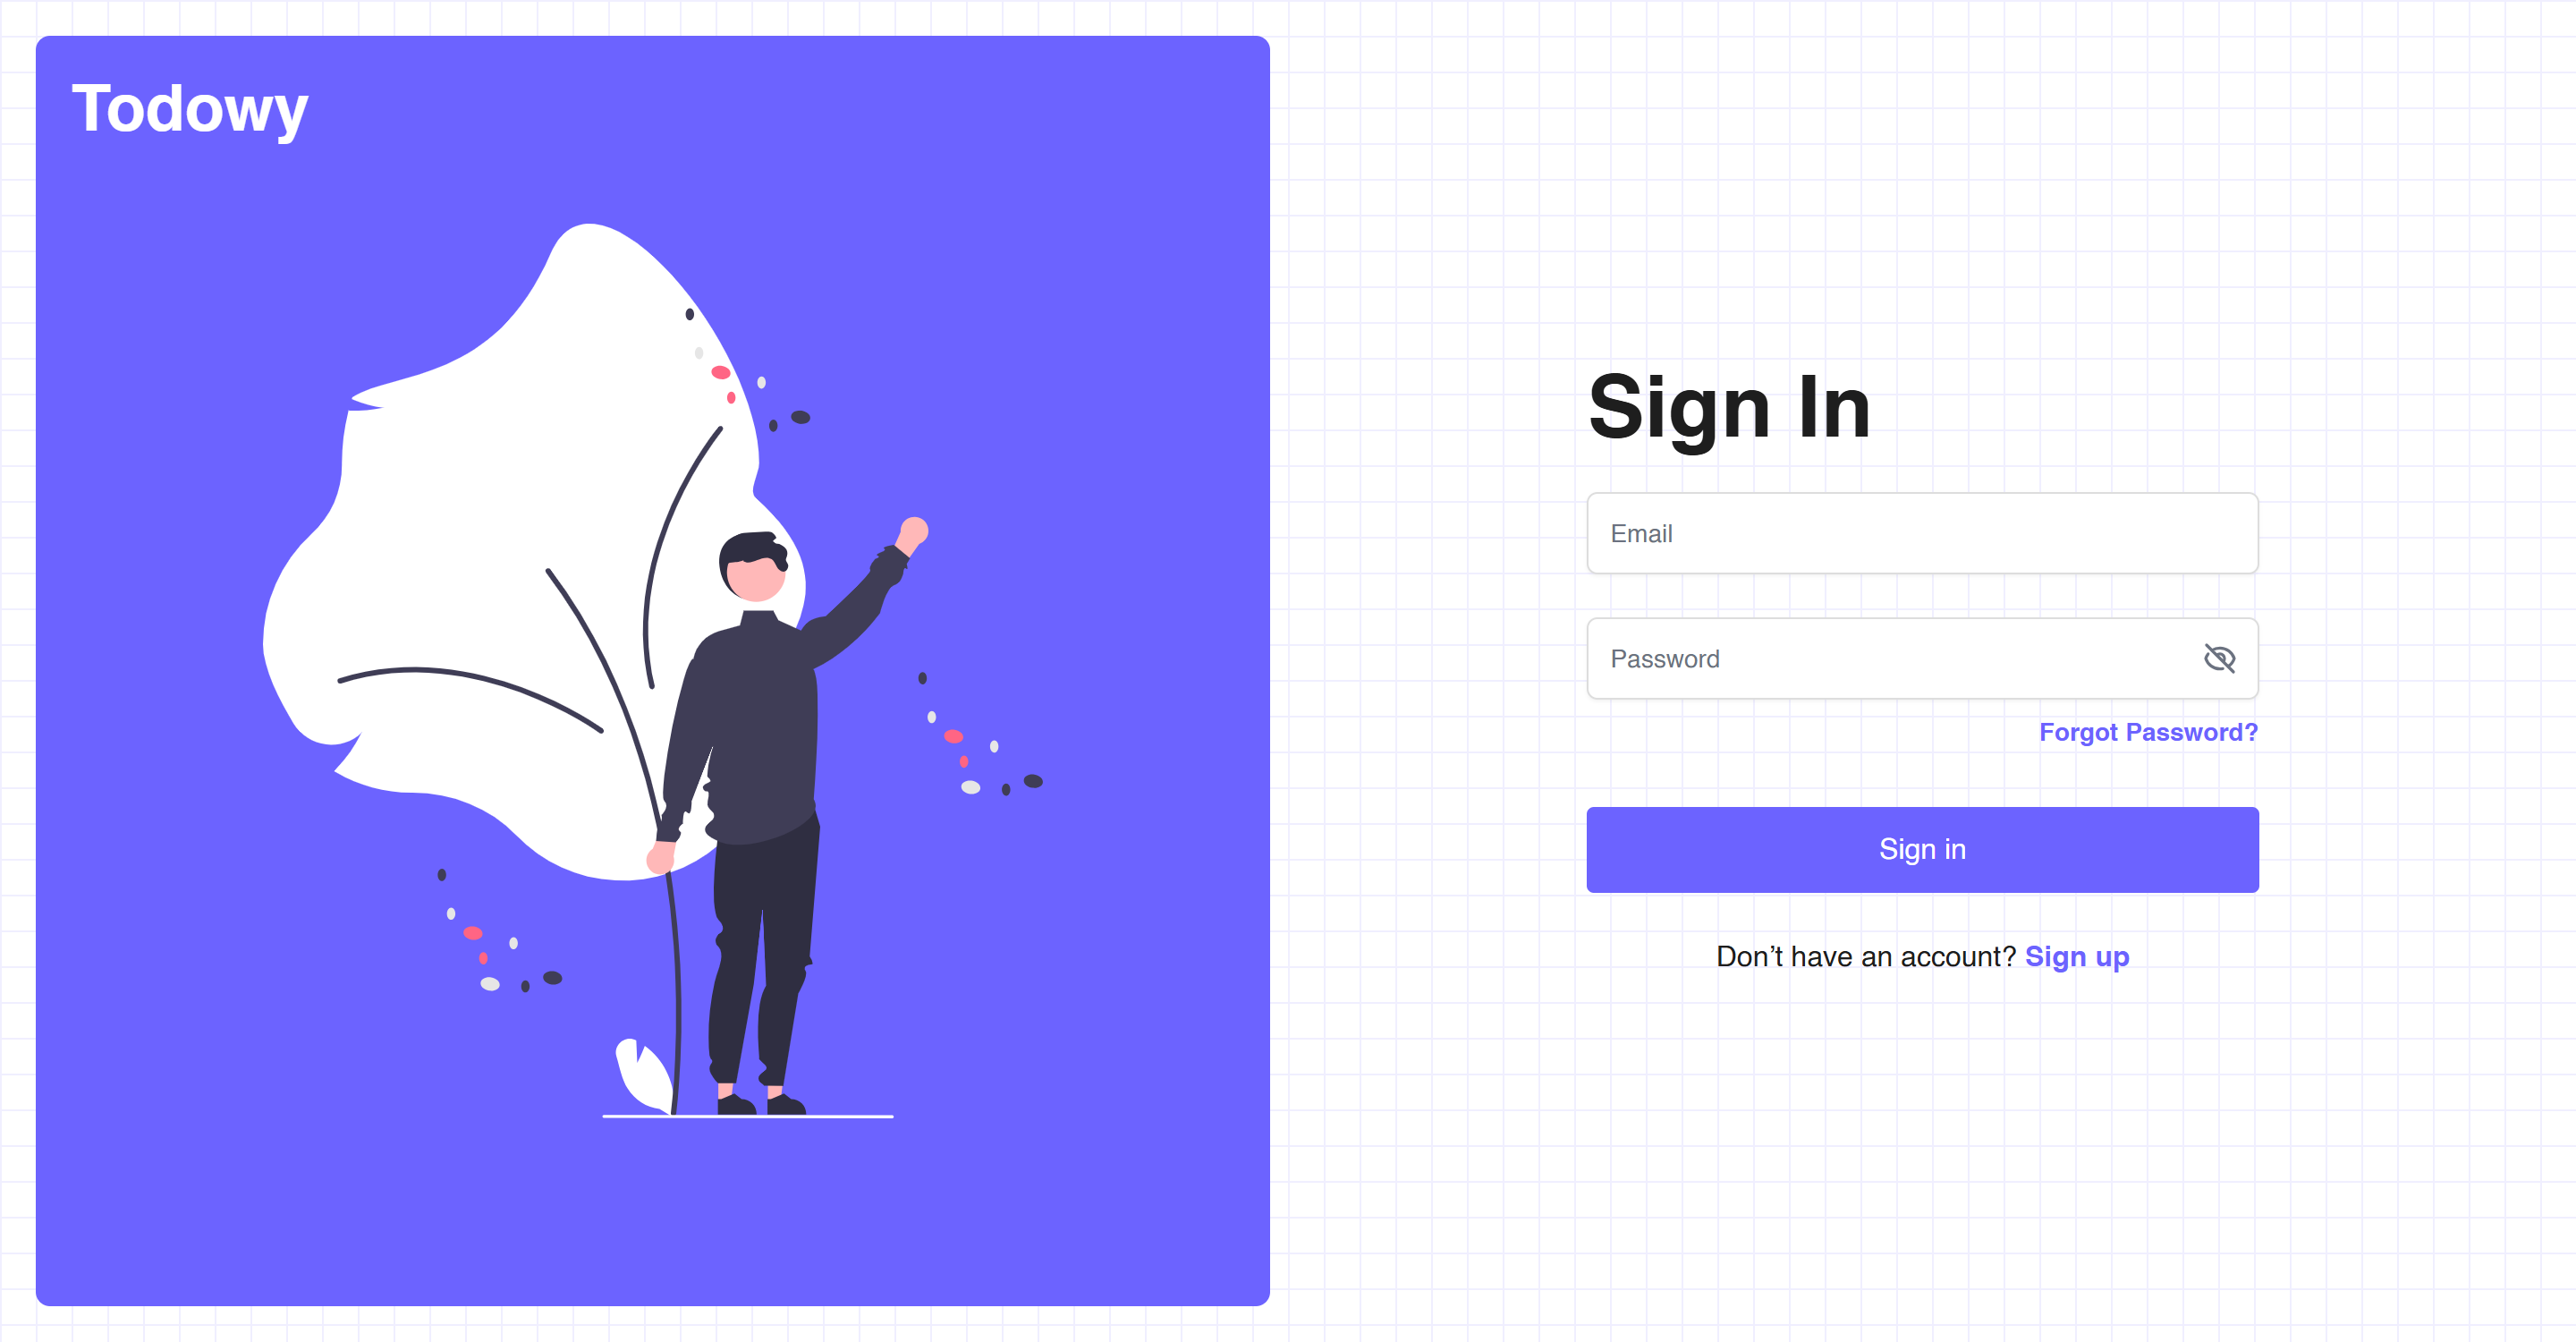 Todowy
Sign In
Email
Password
Forgot Password?
Sign in
Don’t have an account? Sign up